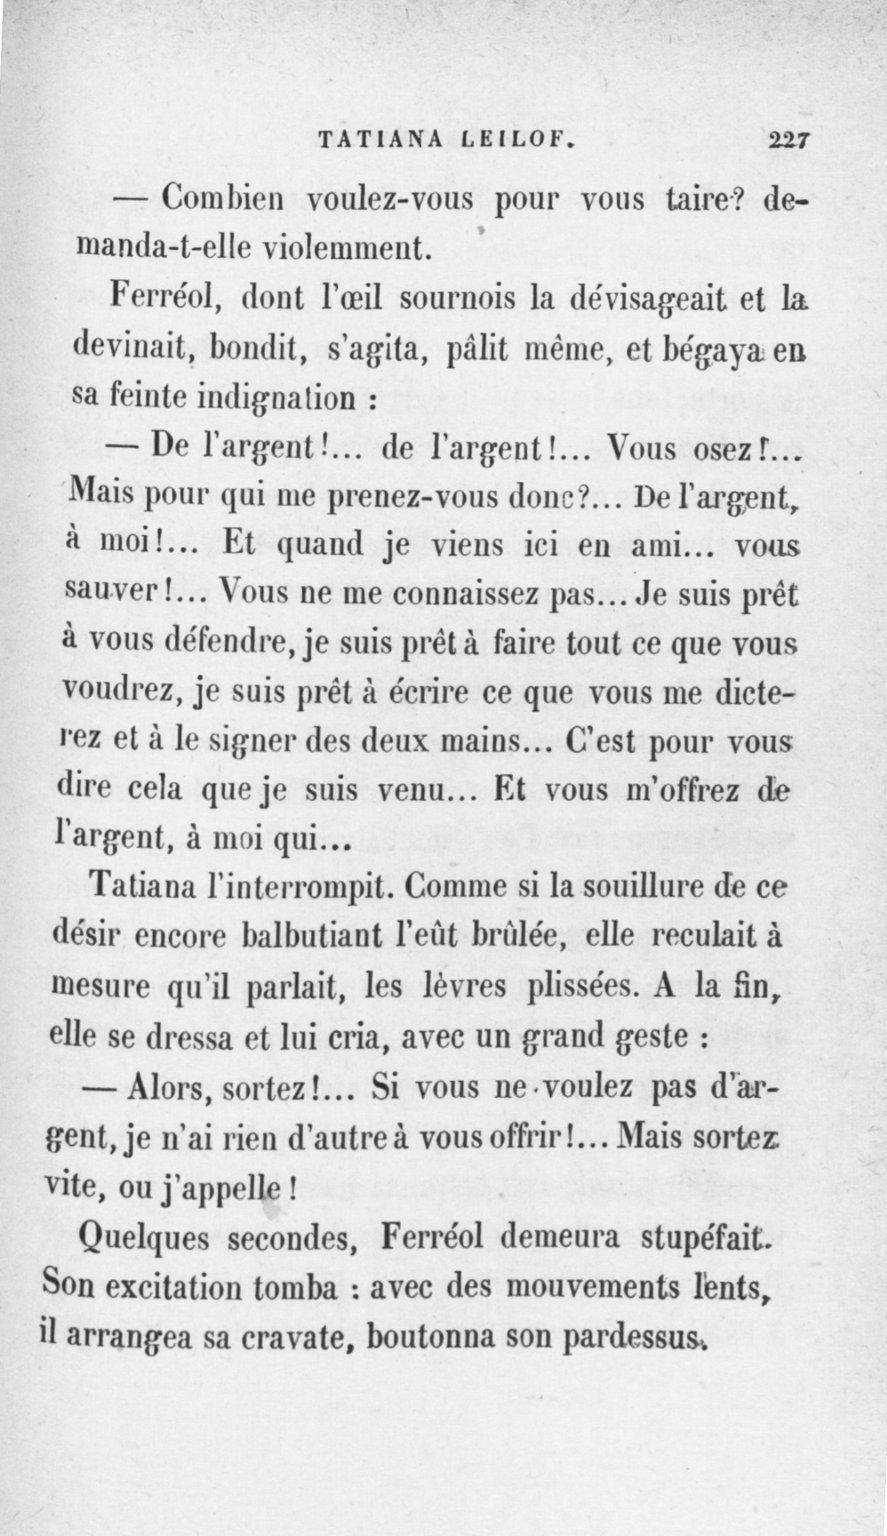 TATIANA LEILOF. 227
— Combien voulez-vous pour vous taire? de-
manda-t-elle violemment.
Ferréol, dont l'œil sournois la dévisageait et la
devinait, bondit, s'agita, pâlit même, et bégaya en
sa feinte indignation :
— De l'argent!... de l'argent!... Vous osez!...
Mais pour qui me prenez-vous donc?... De l'argent,
à moi!... Et quand je viens ici en ami... vous
sauver!... Vous ne me connaissez pas... Je suis prêt
à vous défendre, je suis prêt à faire tout ce que vous
voudrez, je suis prêt à écrire ce que vous me dicte-
rez et à le signer des deux mains... C'est pour vous
dire cela que je suis venu... Et vous m'offrez de
l'argent, à moi qui...
Tatiana l'interrompit. Comme si la souillure de ce
désir encore balbutiant l'eût brûlée, elle reculait à
mesure qu'il parlait, les lèvres plissées. A la fin,
elle se dressa et lui cria, avec un grand geste :
— Alors, sortez!... Si vous ne voulez pas d'ar-
gent, je n'ai rien d'autre à vous offrir!... Mais sortez
vite, ou j'appelle!
Quelques secondes, Ferréol demeura stupéfait.
Son excitation tomba : avec des mouvements lents,
il arrangea sa cravate, boutonna son pardessus.